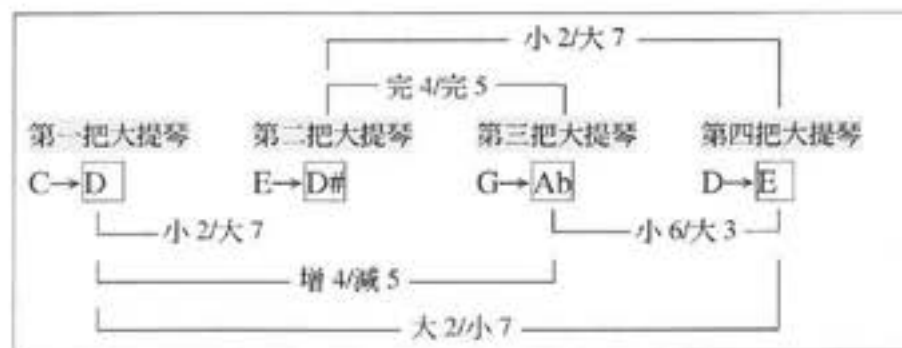 小 2/大 7
完 4/完 5
第一把大提琴 第二把大提琴 第三把大提琴 第四把大提琴
C→D E→D# G→Ab D→E
小 2/大 7 小 6/大 3
增 4/減 5
大 2/小 7